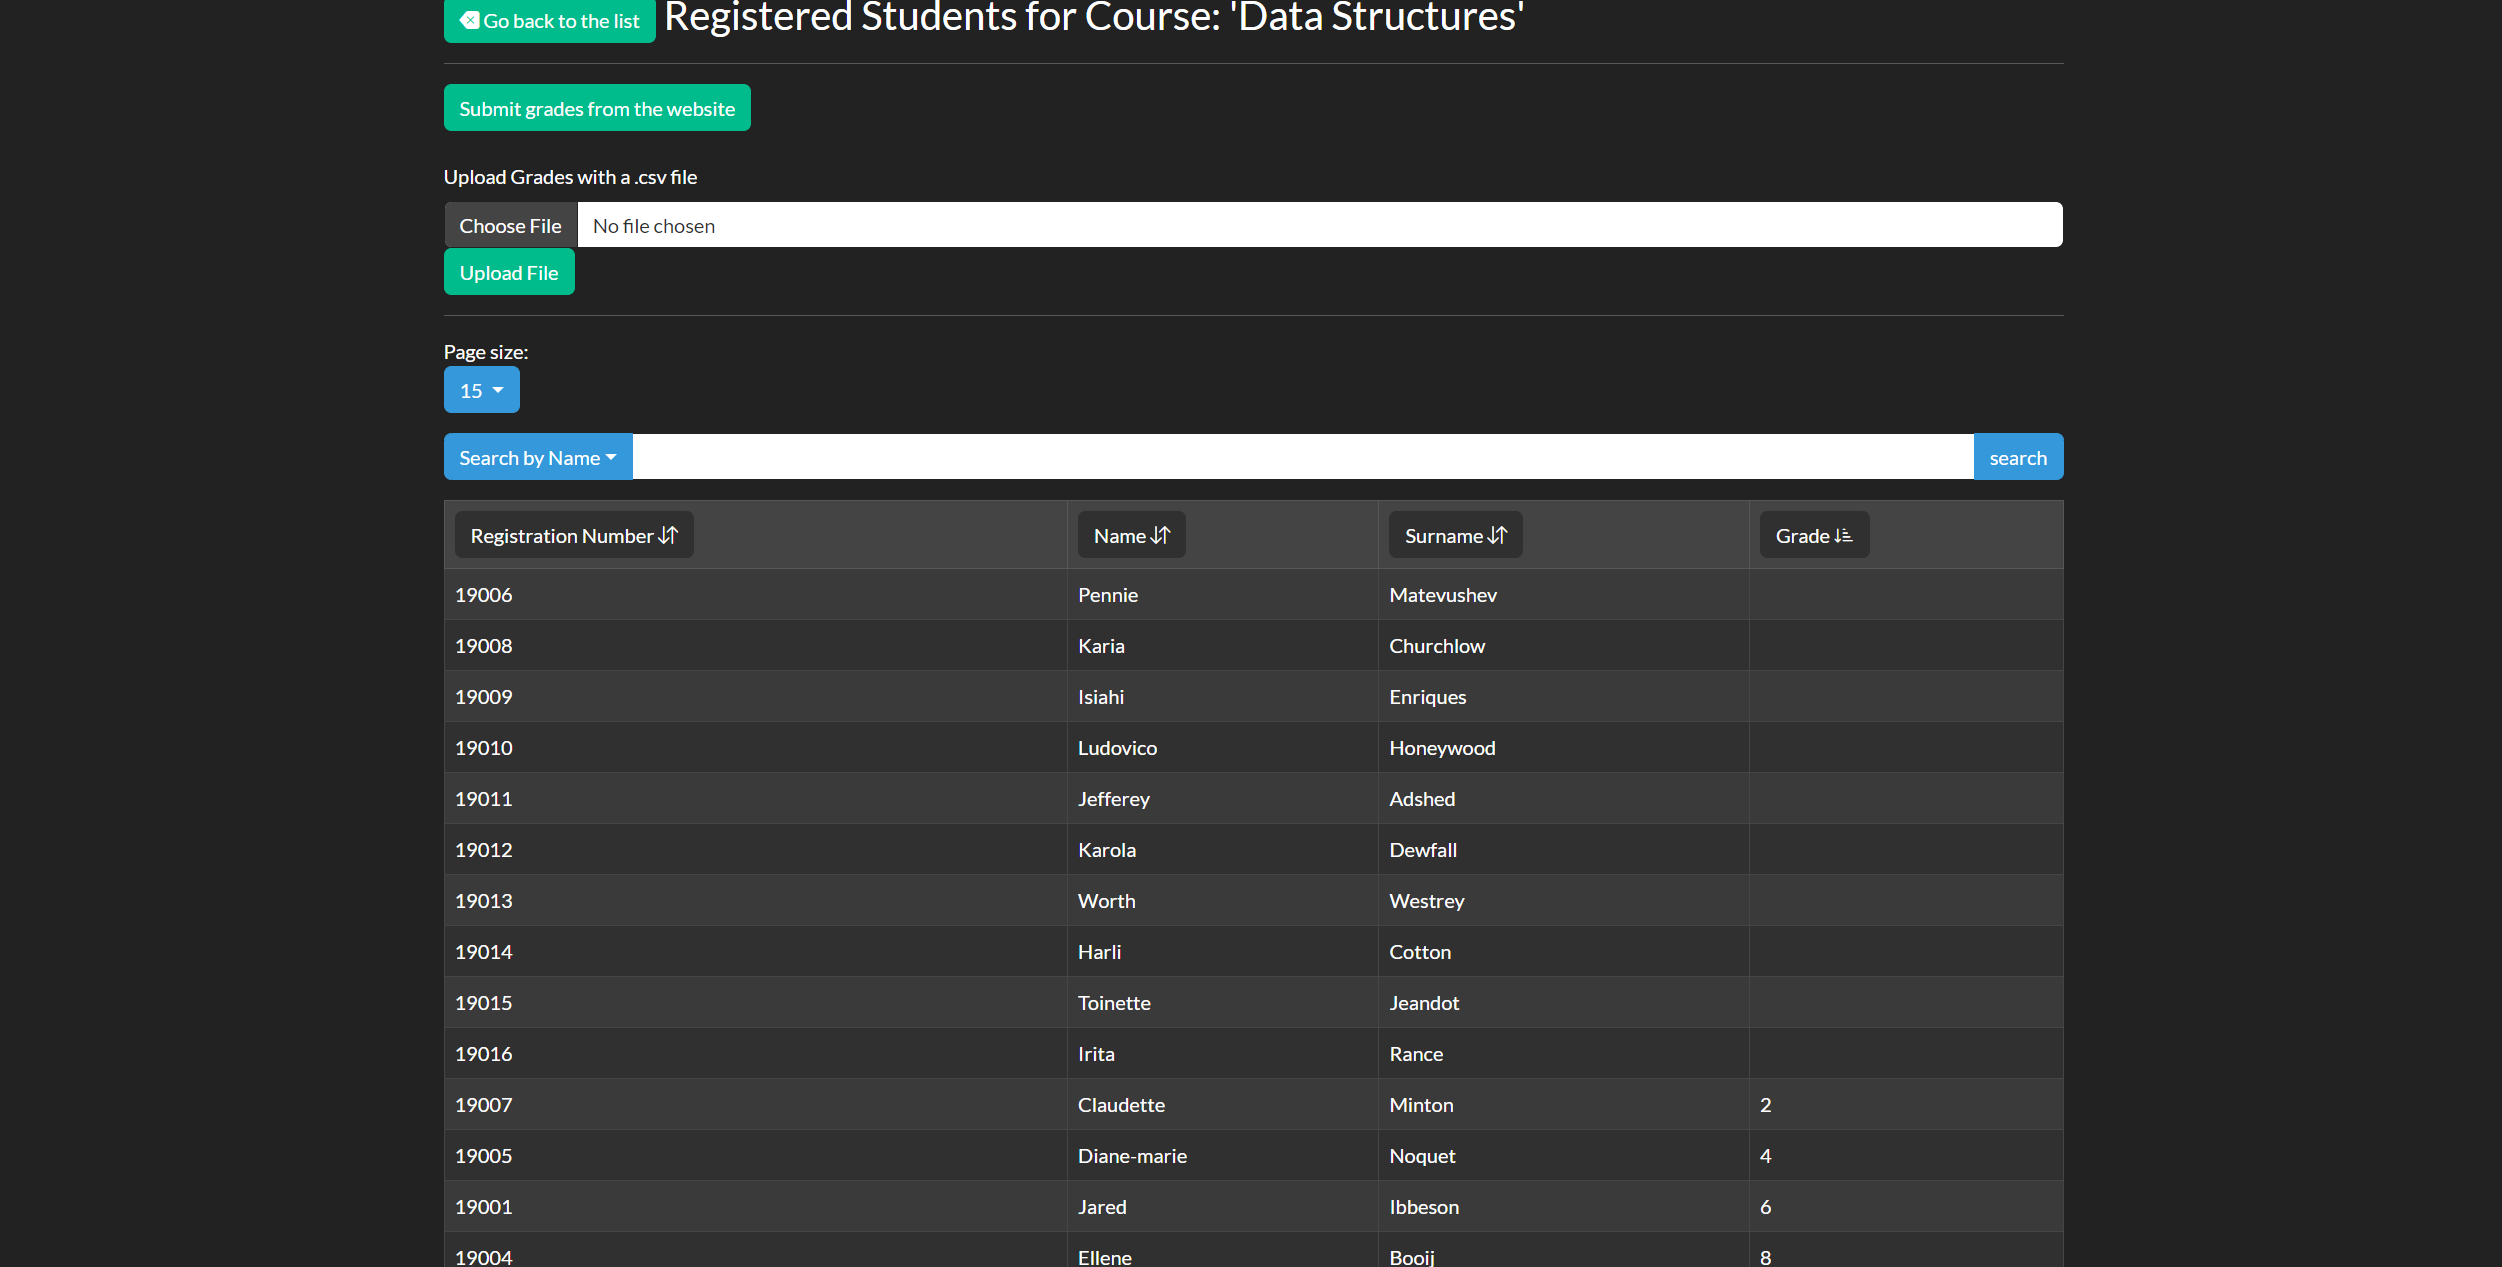 Go back to the list Registered Students for Course: 'Data Structures'
Submit grades from the website
Upload Grades with a .csv file
Choose File No file chosen
Upload File
Page size:
15
Search by Name search
Registration Number Name Surname Grade
19006 Pennie Matevushev
19008 Karia Churchlow
19009 Isiahi Enriques
19010 Ludovico Honeywood
19011 Jefferey Adshed
19012 Karola Dewfall
19013 Worth Westrey
19014 Harli Cotton
19015 Toinette Jeandot
19016 Irita Rance
19007 Claudette Minton 2
19005 Diane-marie Noquet 4
19001 Jared Ibbeson 6
19004 Ellene Booij 8